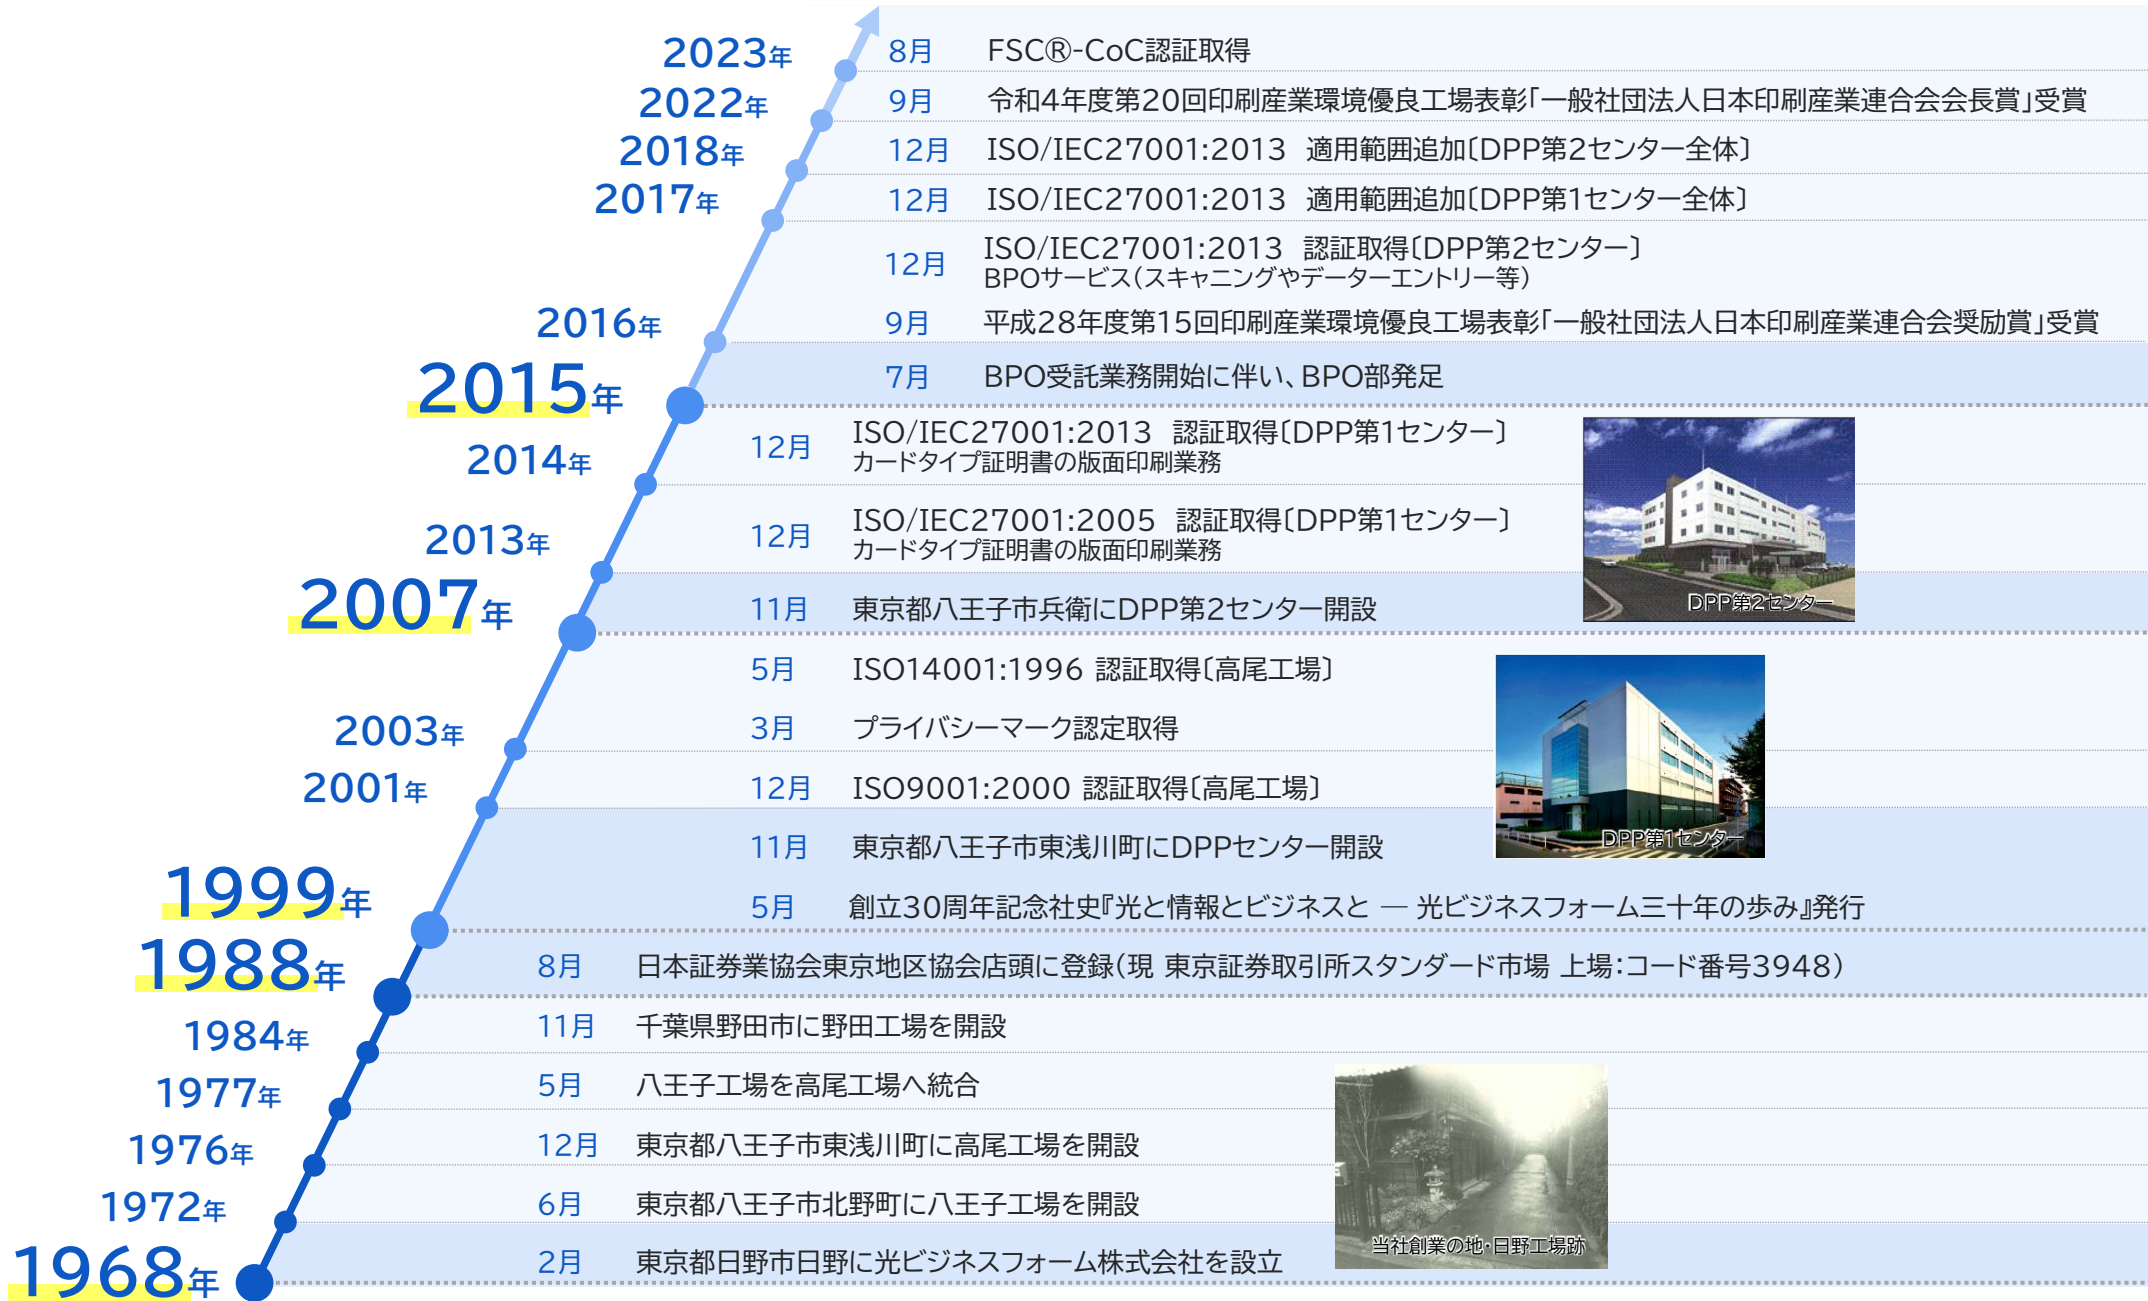 2023年 8月 FSC®-CoC認証取得
2022年 9月 令和4年度第20回印刷産業環境優良工場表彰「一般社団法人日本印刷産業連合会会長賞」受賞
2018年 12月 ISO/IEC27001:2013 適用範囲追加〔DPP第2センター全体〕
2017年 12月 ISO/IEC27001:2013 適用範囲追加〔DPP第1センター全体〕
12月 ISO/IEC27001:2013 認証取得〔DPP第2センター〕
BPOサービス（スキャニングやデーターエントリー等）
2016年 9月 平成28年度第15回印刷産業環境優良工場表彰「一般社団法人日本印刷産業連合会奨励賞」受賞
2015年 7月 BPO受託業務開始に伴い、BPO部発足
2014年 12月 ISO/IEC27001:2013 認証取得〔DPP第1センター〕
カードタイプ証明書の版面印刷業務
2013年 12月 ISO/IEC27001:2005 認証取得〔DPP第1センター〕
カードタイプ証明書の版面印刷業務
2007年 11月 東京都八王子市兵衛にDPP第2センター開設
DPP第2センター
5月 ISO14001:1996 認証取得〔高尾工場〕
2003年 3月 プライバシーマーク認定取得
2001年 12月 ISO9001:2000 認証取得〔高尾工場〕
11月 東京都八王子市東浅川町にDPPセンター開設
DPP第1センター
1999年 5月 創立30周年記念社史『光と情報とビジネスと ― 光ビジネスフォーム三十年の歩み』発行
1988年 8月 日本証券業協会東京地区協会店頭に登録（現 東京証券取引所スタンダード市場 上場：コード番号3948）
1984年 11月 千葉県野田市に野田工場を開設
1977年 5月 八王子工場を高尾工場へ統合
1976年 12月 東京都八王子市東浅川町に高尾工場を開設
1972年 6月 東京都八王子市北野町に八王子工場を開設
1968年 2月 東京都日野市日野に光ビジネスフォーム株式会社を設立
当社創業の地・日野工場跡